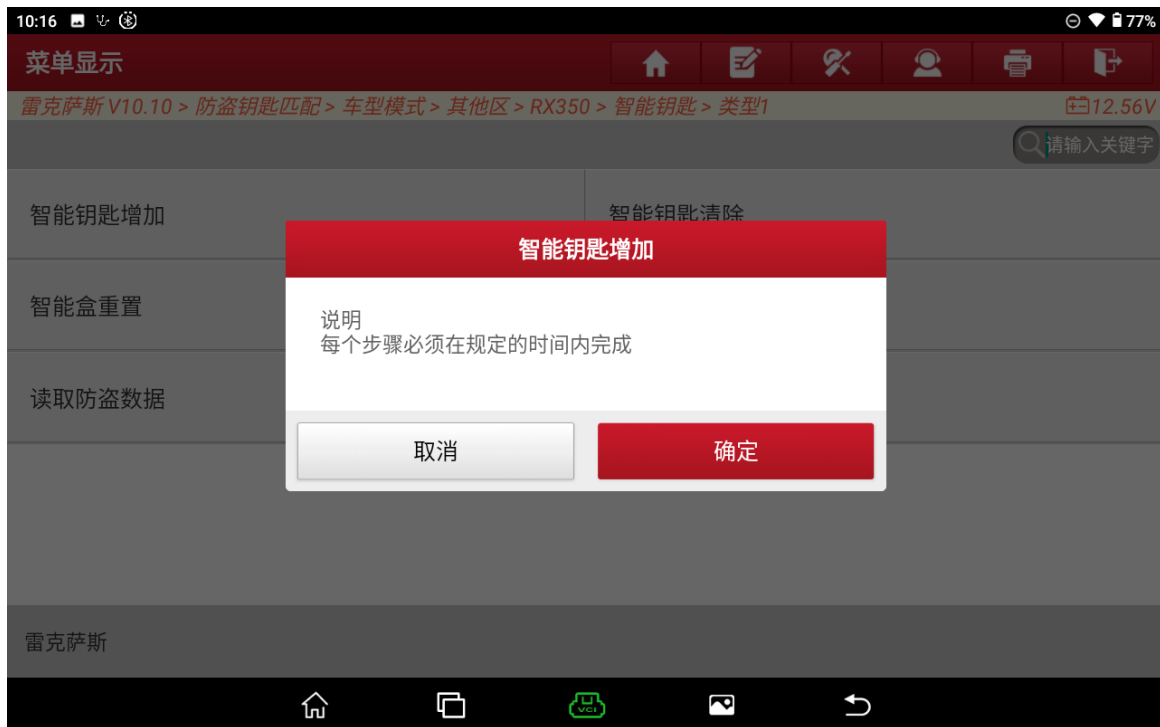 10:16
77%
菜单显示
雷克萨斯 V10.10 > 防盗钥匙匹配 > 车型模式 > 其他区 > RX350 > 智能钥匙 > 类型1
12.56V
请输入关键字
智能钥匙增加
智能钥匙清除
智能钥匙增加
智能盒重置
说明
每个步骤必须在规定的时间内完成
读取防盗数据
取消
确定
雷克萨斯
VCI